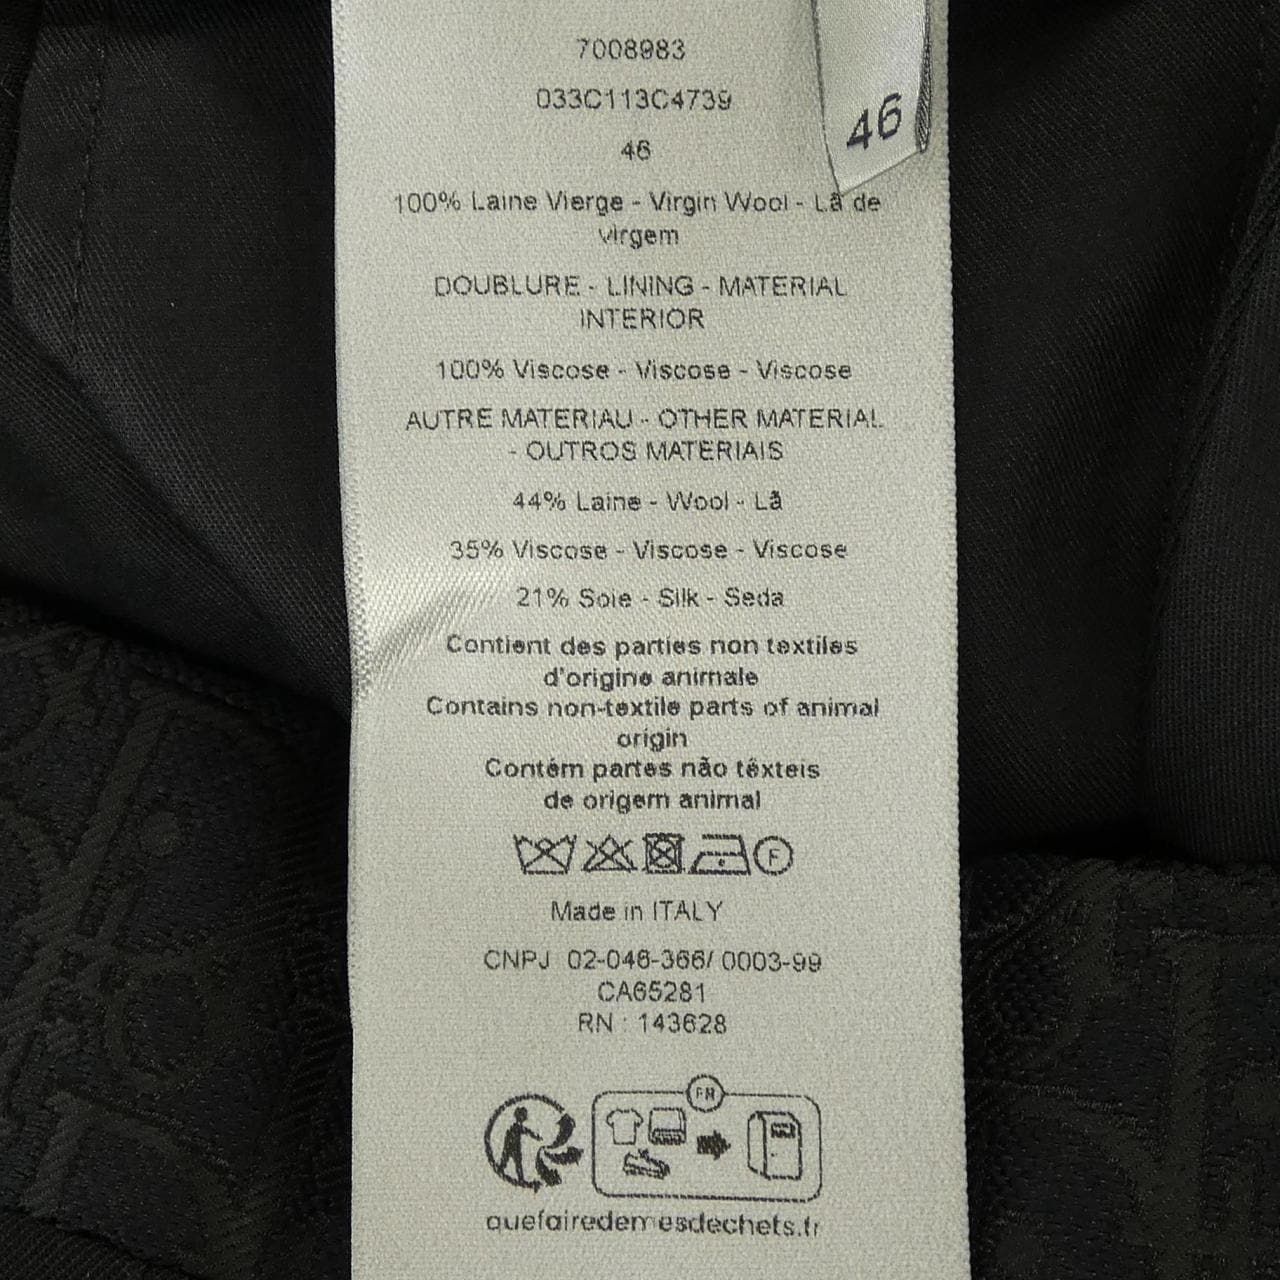 7008983
033C113C4739
46
46
100% Laine Vierge - Virgin Wool - Lã de
virgem
DOUBLURE - LINING - MATERIAL
INTERIOR
100% Viscose - Viscose - Viscose
AUTRE MATERIAU - OTHER MATERIAL
- OUTROS MATERIAIS
44% Laine - Wool - Lã
35% Viscose - Viscose - Viscose
21% Soie - Silk - Seda
Contient des parties non textiles
d'origine animale
Contains non-textile parts of animal
origin
Contém partes não têxteis
de origem animal
F
Made in ITALY
CNPJ 02-046-366/ 0003-99
CA65281
RN : 143628
FR
quefairedemesdechets.fr